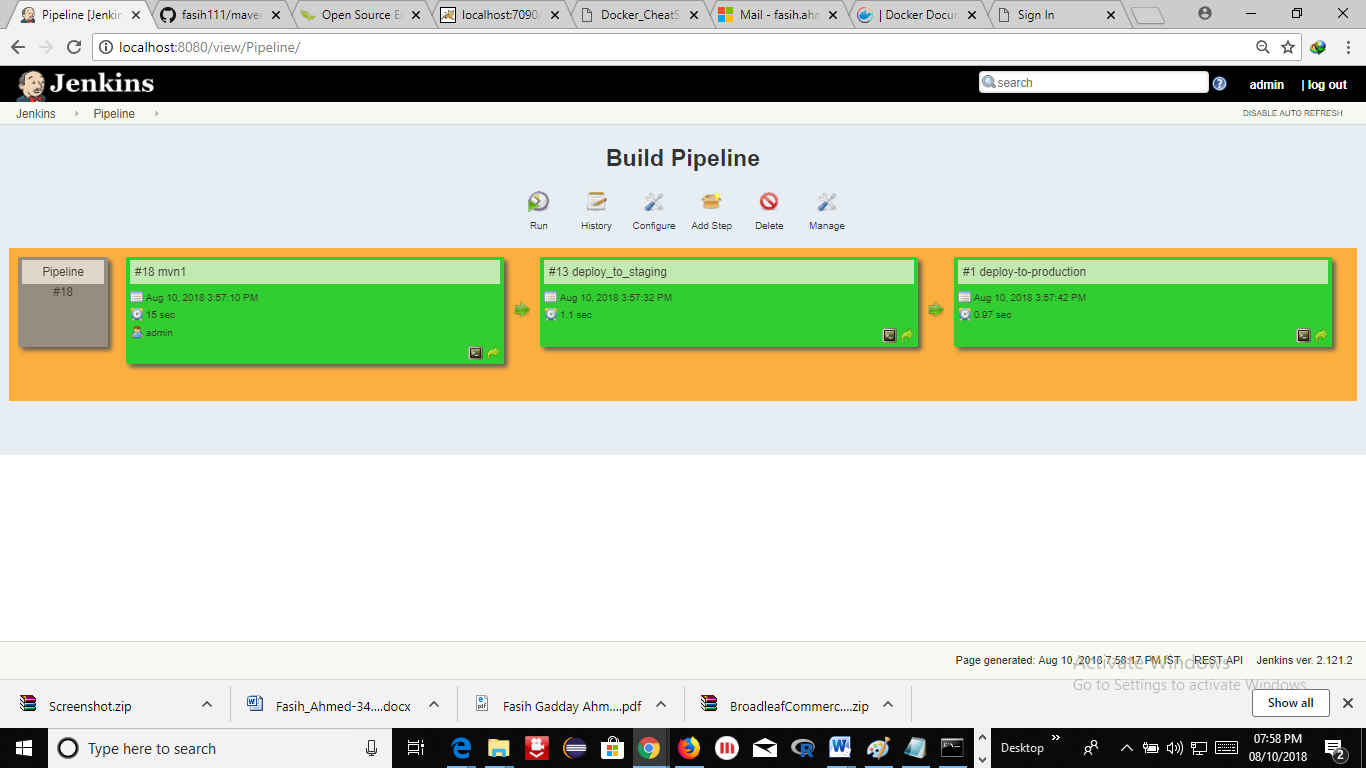 Pipeline [Jenkin
fasih111/maver
Open Source E
localhost:7090/
Docker_CheatS
Mail - fasih.ahm
| Docker Docum
Sign In
localhost:8080/view/Pipeline/
Jenkins
search
admin
| log out
Jenkins
Pipeline
DISABLE AUTO REFRESH
Build Pipeline
Run
History
Configure
Add Step
Delete
Manage
Pipeline
#18
#18 mvn1
Aug 10, 2018 3:57:10 PM
15 sec
admin
#13 deploy_to_staging
Aug 10, 2018 3:57:32 PM
1.1 sec
#1 deploy-to-production
Aug 10, 2018 3:57:42 PM
0.97 sec
Page generated: Aug 10, 2018 7:58:17 PM IST
REST API
Jenkins ver. 2.121.2
Activate Windows
Go to Settings to activate Windows.
Screenshot.zip
Fasih_Ahmed-34....docx
Fasih Gadday Ahm....pdf
BroadleafCommerc....zip
Show all
Type here to search
Desktop
07:58 PM
08/10/2018
2